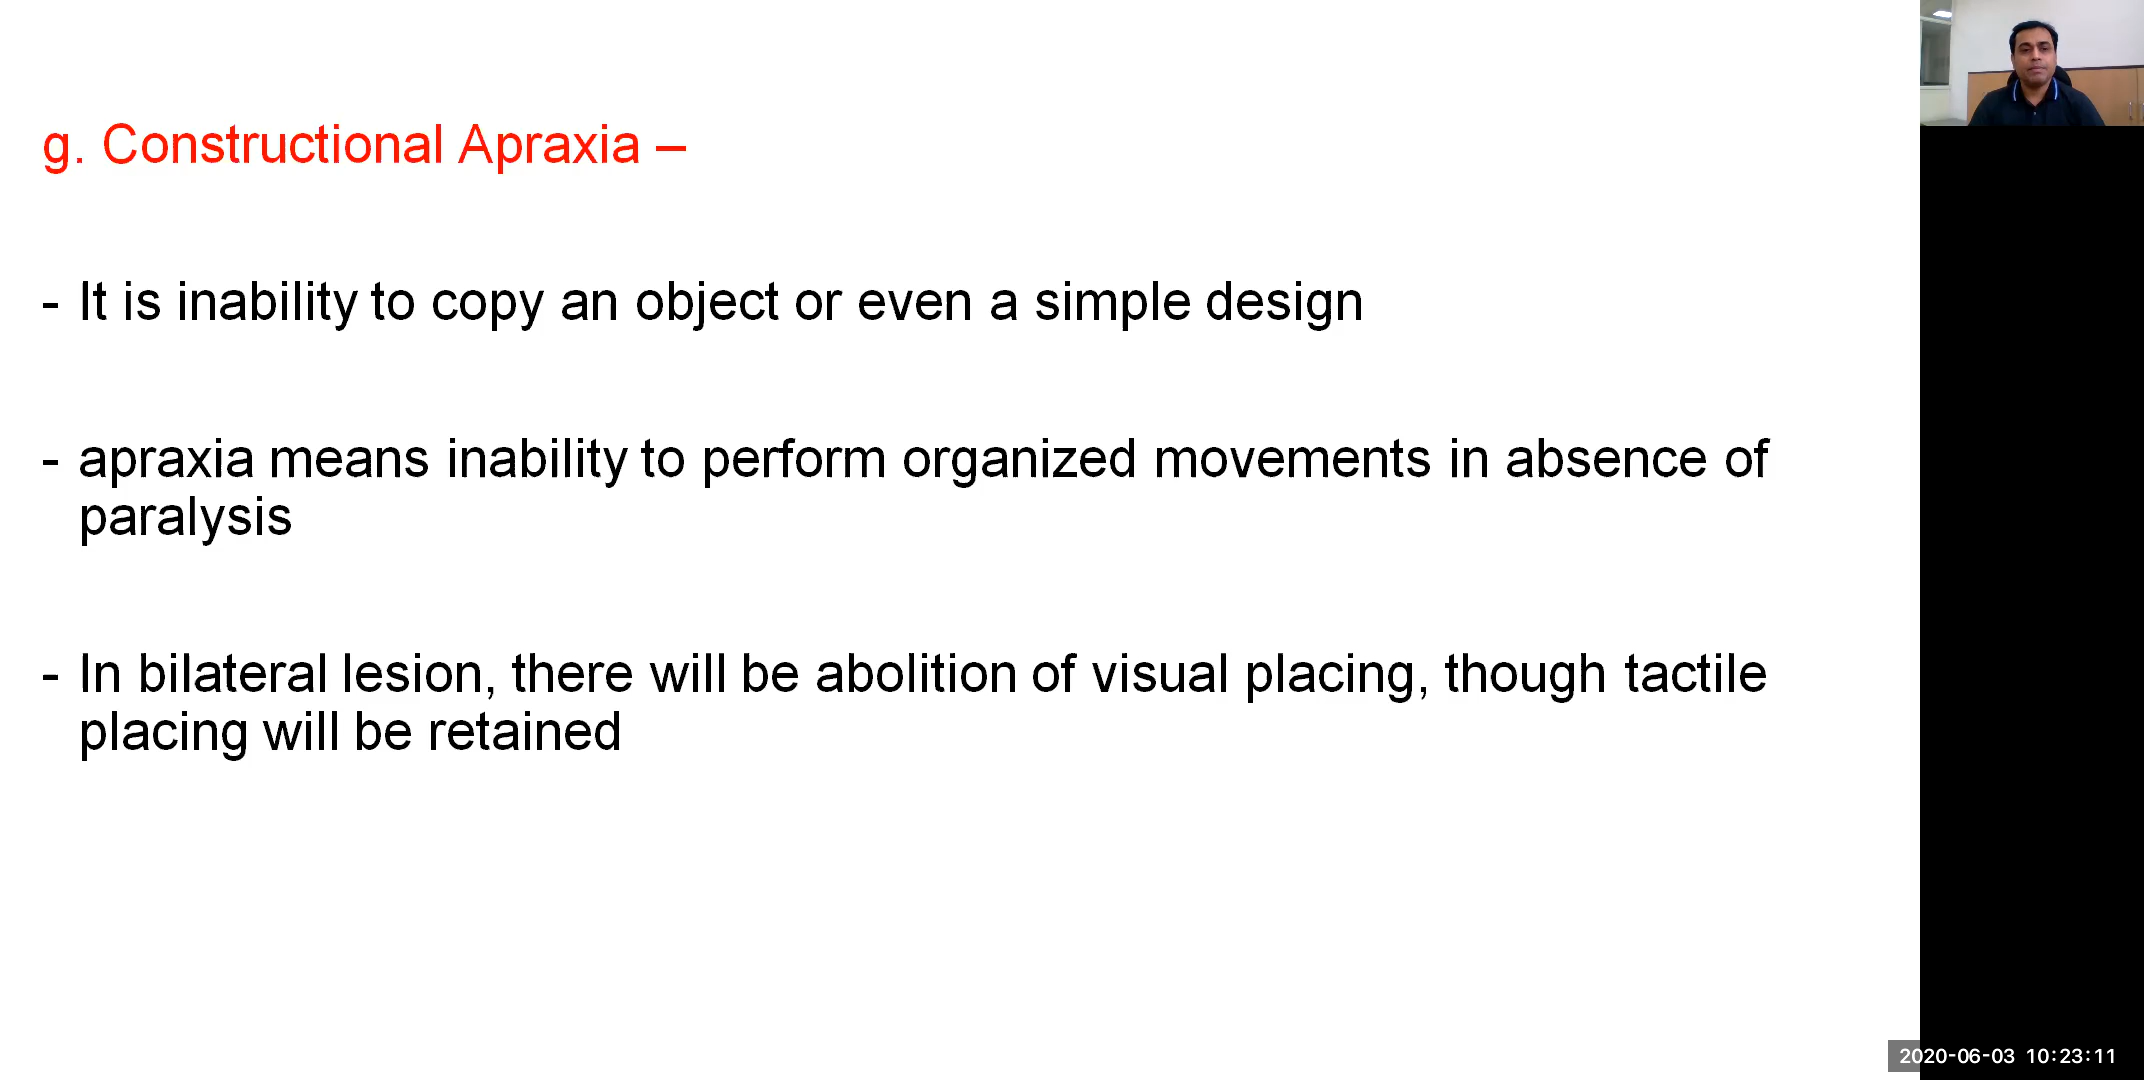 g. Constructional Apraxia –
- It is inability to copy an object or even a simple design
- apraxia means inability to perform organized movements in absence of
paralysis
- In bilateral lesion, there will be abolition of visual placing, though tactile
placing will be retained
2020-06-03 10:23:11